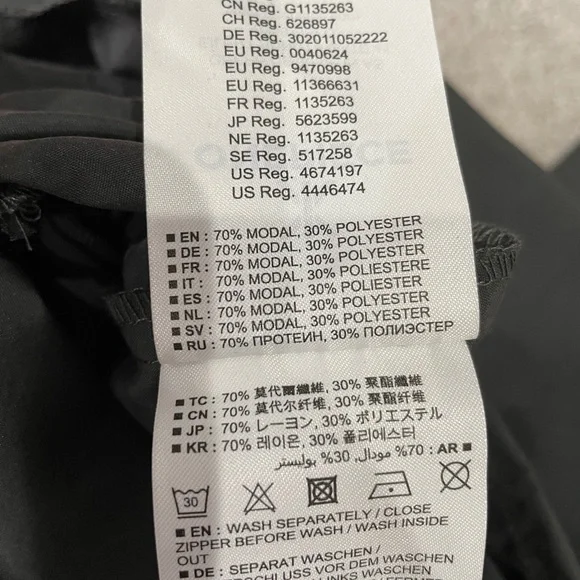 CN Reg. G1135263
CH Reg. 626897
DE Reg. 302011052222
EU Reg. 0040624
EU Reg. 9470998
EU Reg. 11366631
FR Reg. 1135263
JP Reg. 5623599
NE Reg. 1135263
SE Reg. 517258
US Reg. 4674197
US Reg. 4446474
■ EN : 70% MODAL, 30% POLYESTER
■ DE : 70% MODAL, 30% POLYESTER
■ FR : 70% MODAL, 30% POLYESTER
■ IT : 70% MODAL, 30% POLIESTERE
■ ES : 70% MODAL, 30% POLIESTER
■ NL : 70% MODAL, 30% POLYESTER
■ SV : 70% MODAL, 30% POLYESTER
■ RU : 70% ПРОТЕИН, 30% ПОЛИЭСТЕР
■ TC : 70% 莫代爾纖維, 30% 聚酯纖維
■ CN : 70% 莫代尔纤维, 30% 聚酯纤维
■ JP : 70% レーヨン, 30% ポリエステル
■ KR : 70% 레이온, 30% 폴리에스터
■ AR : 70% مودال, 30% بوليستر
30
■ EN : WASH SEPARATELY / CLOSE
ZIPPER BEFORE WASH / WASH INSIDE
OUT
■ DE : SEPARAT WASCHEN /